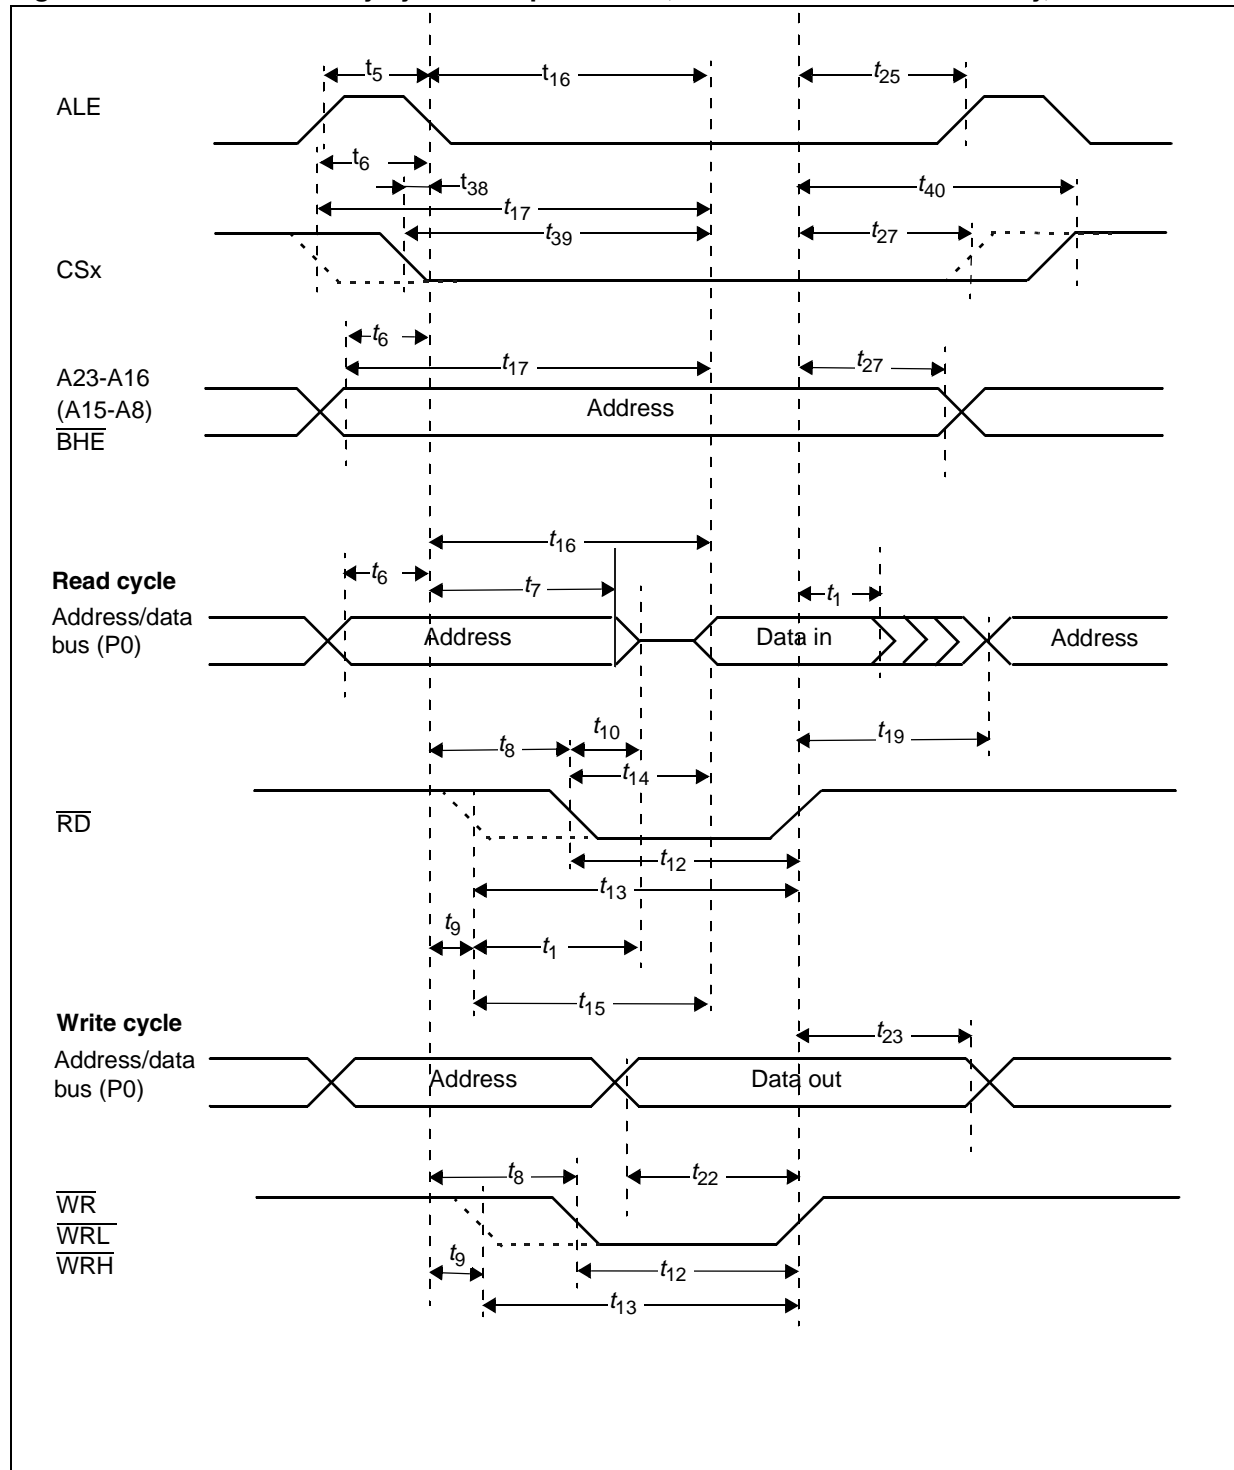 t5
t16
t25
ALE
t6
t38
t40
t17
t39
t27
CSx
t6
t17
t27
A23-A16
(A15-A8)
BHE
Address
t16
Read cycle
t6
t7
t1
Address/data
bus (P0)
Address
Data in
Address
t8
t10
t19
t14
RD
t12
t13
t9
t1
t15
Write cycle
t23
Address/data
bus (P0)
Address
Data out
t8
t22
WR
WRL
WRH
t9
t12
t13